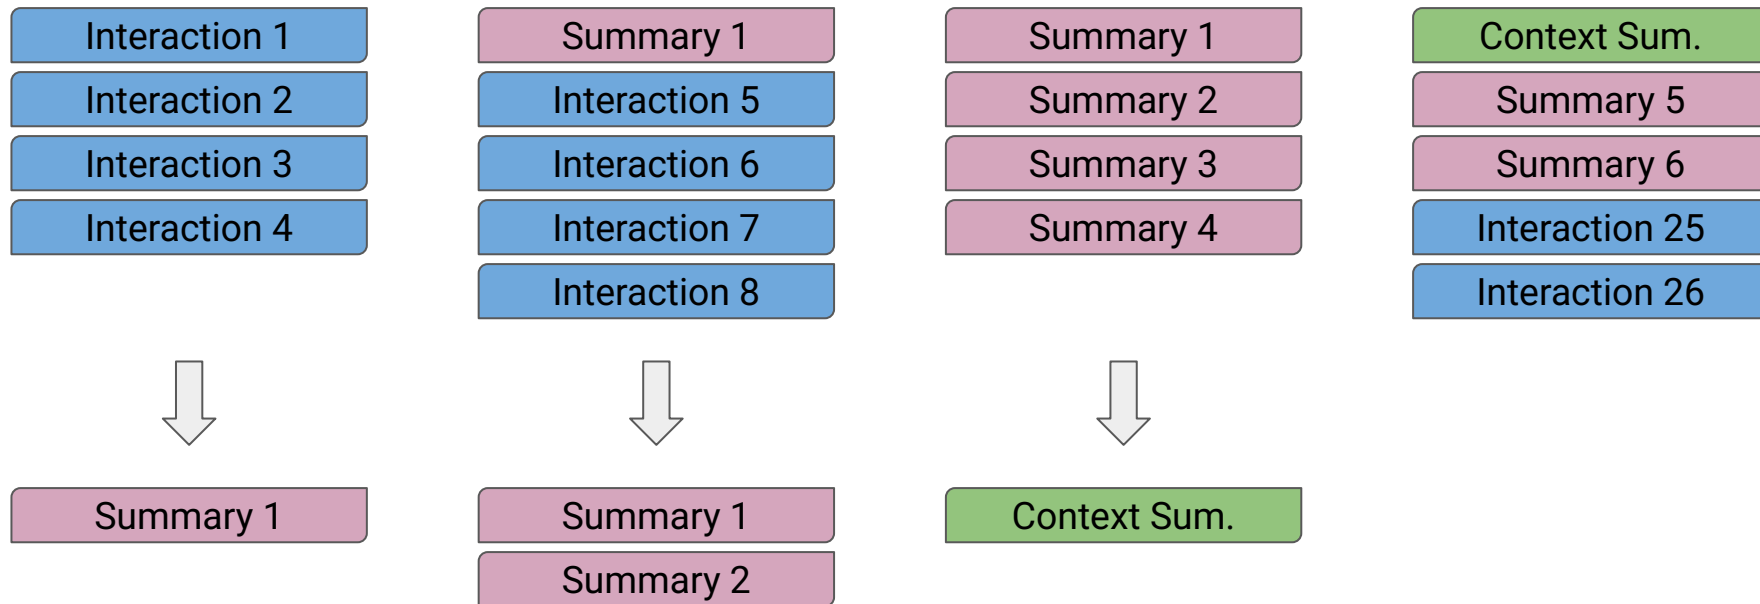 Interaction 1
Interaction 2
Interaction 3
Interaction 4
Summary 1
Summary 1
Interaction 5
Interaction 6
Interaction 7
Interaction 8
Summary 1
Summary 2
Summary 1
Summary 2
Summary 3
Summary 4
Context Sum.
Context Sum.
Summary 5
Summary 6
Interaction 25
Interaction 26